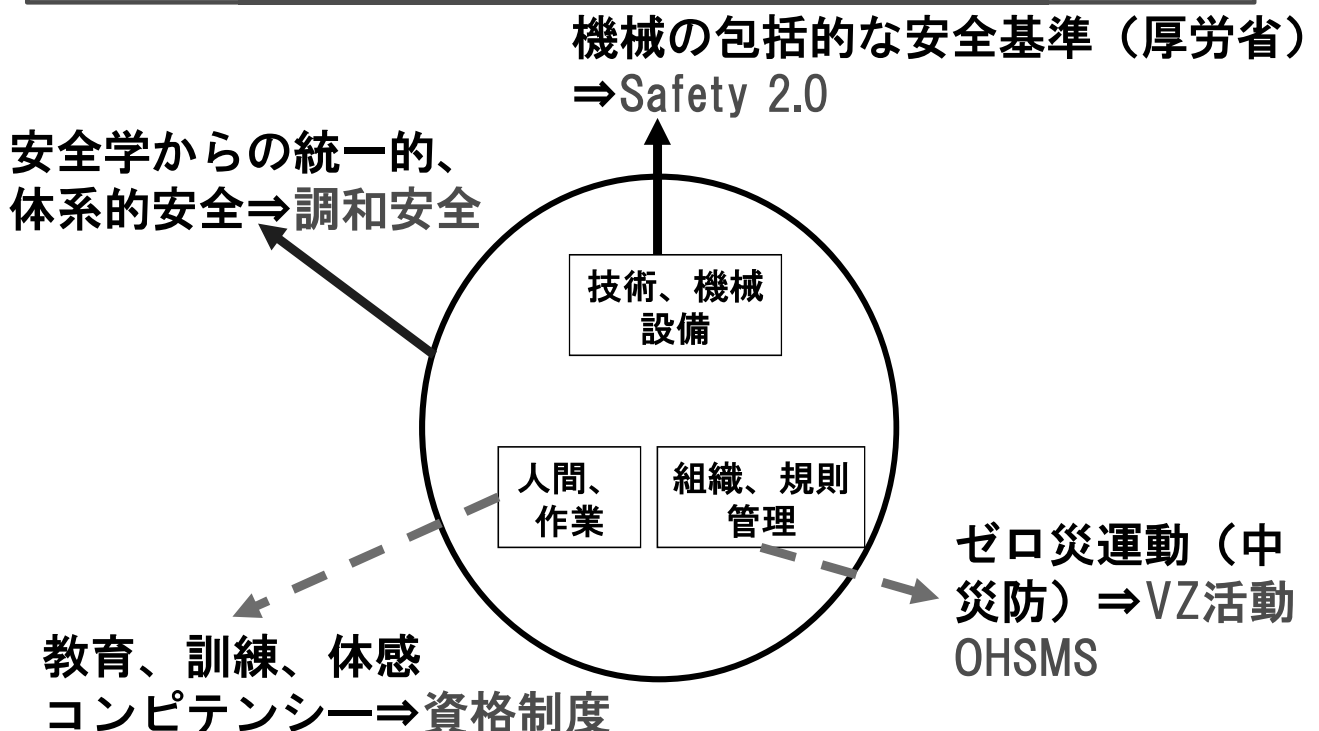 機械の包括的な安全基準（厚労省）
⇒Safety 2.0
安全学からの統一的、
体系的安全⇒調和安全
技術、機械
設備
人間、
作業
組織、規則
管理
ゼロ災運動（中
災防）⇒VZ活動
OHSMS
教育、訓練、体感
コンピテンシー⇒資格制度